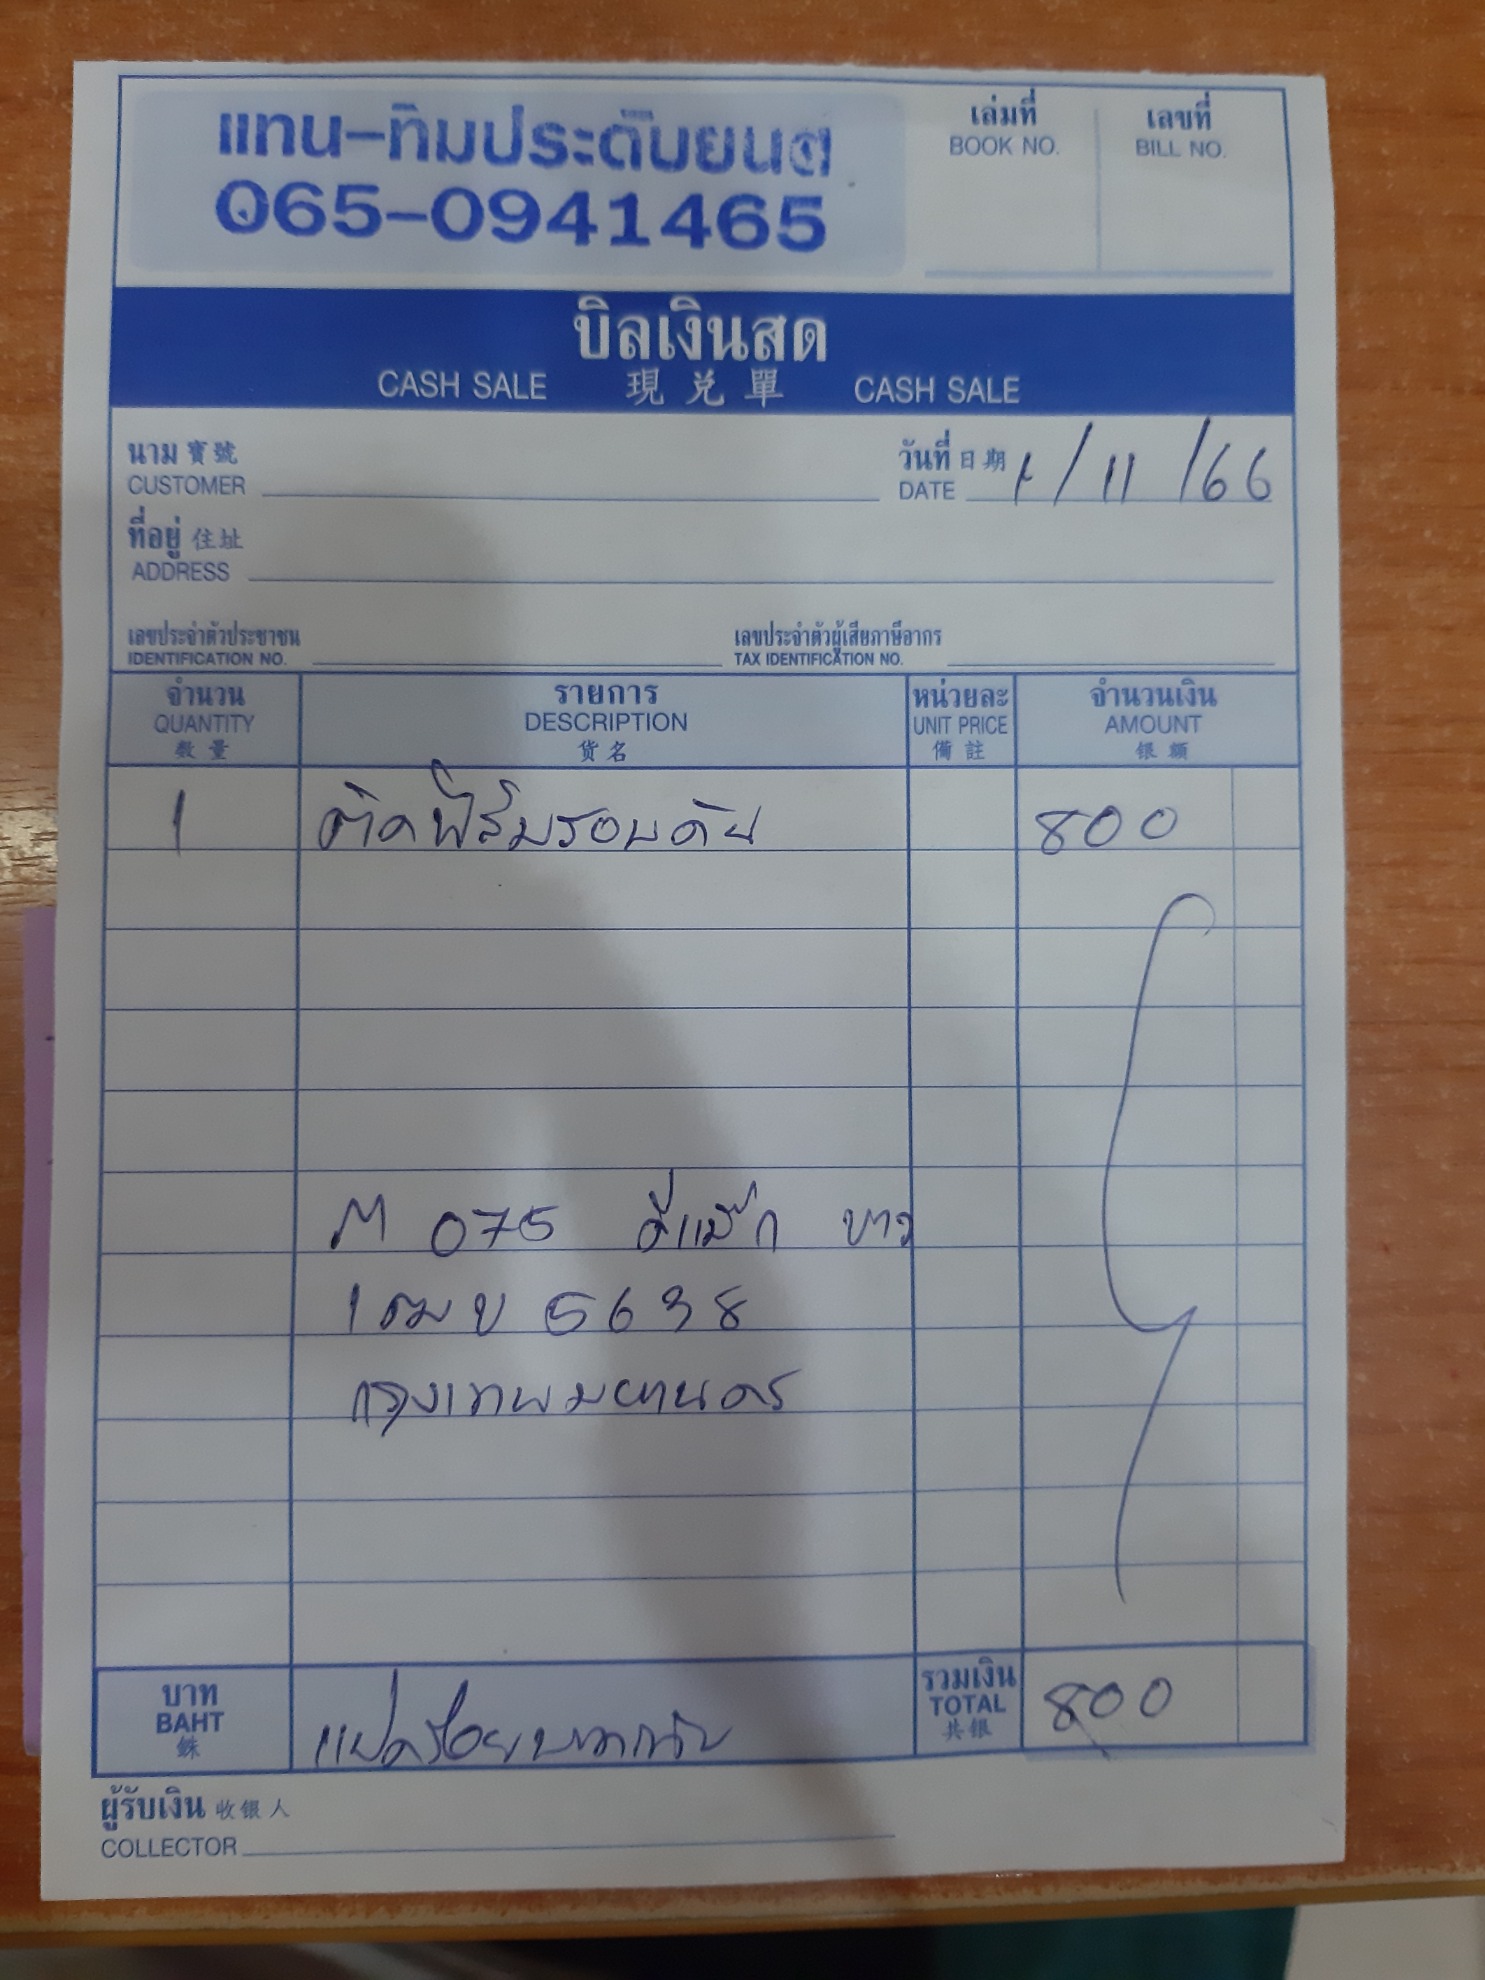 แทน-ทิมประดับยนต์
065-0941465
เล่มที่
BOOK NO.
เลขที่
BILL NO.
บิลเงินสด
CASH SALE 現兌單 CASH SALE
นาม 寶號
CUSTOMER
วันที่ 日期 1/11/66
DATE
ที่อยู่ 住址
ADDRESS
เลขประจำตัวประชาชน
IDENTIFICATION NO.
เลขประจำตัวผู้เสียภาษีอากร
TAX IDENTIFICATION NO.
จำนวน
QUANTITY
数量
รายการ
DESCRIPTION
货名
หน่วยละ
UNIT PRICE
備註
จำนวนเงิน
AMOUNT
银額
1 ติดฟิล์มรอบคัน 800
M 075 ดีแม๊ก ขาว
1ฒบ 5638
กรุงเทพมหานคร
บาท
BAHT
銖
แปดร้อยบาทถ้วน
รวมเงิน
TOTAL
共银
800
ผู้รับเงิน 收银人
COLLECTOR